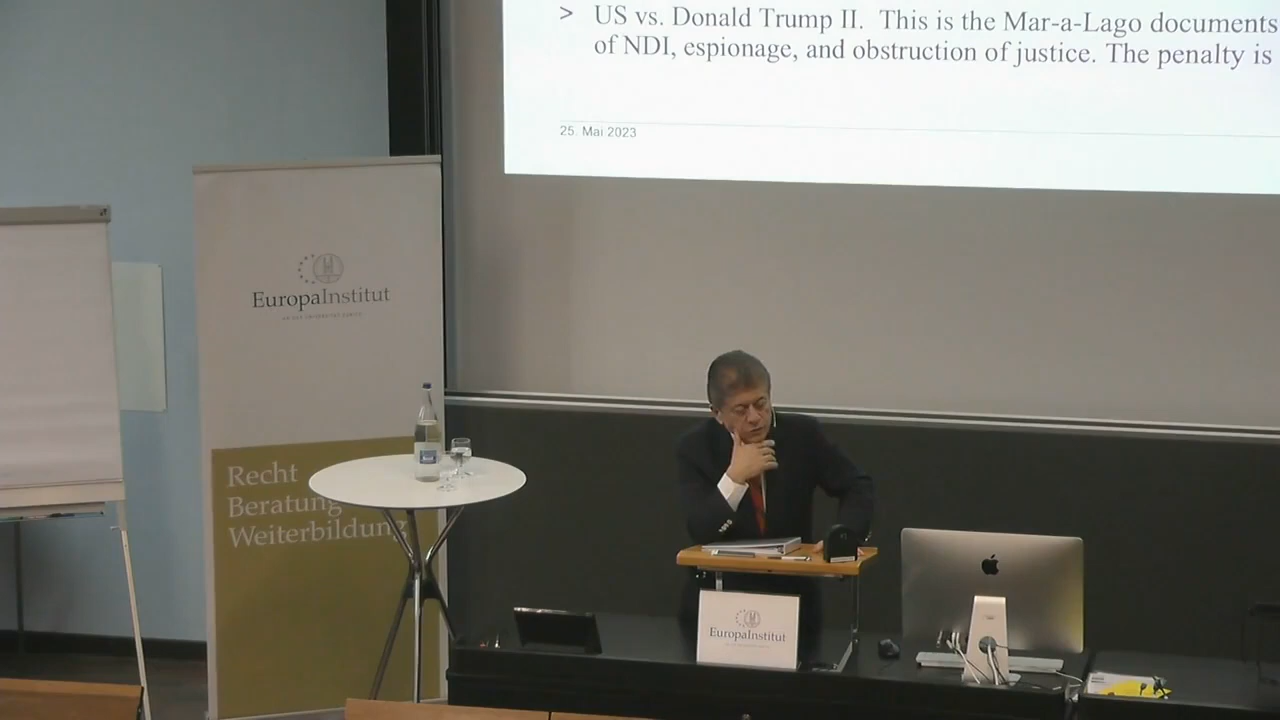 > US vs. Donald Trump II. This is the Mar-a-Lago documents
of NDI, espionage, and obstruction of justice. The penalty is
25. Mai 2023
EuropaInstitut
Recht
Beratung
Weiterbildung
EuropaInstitut